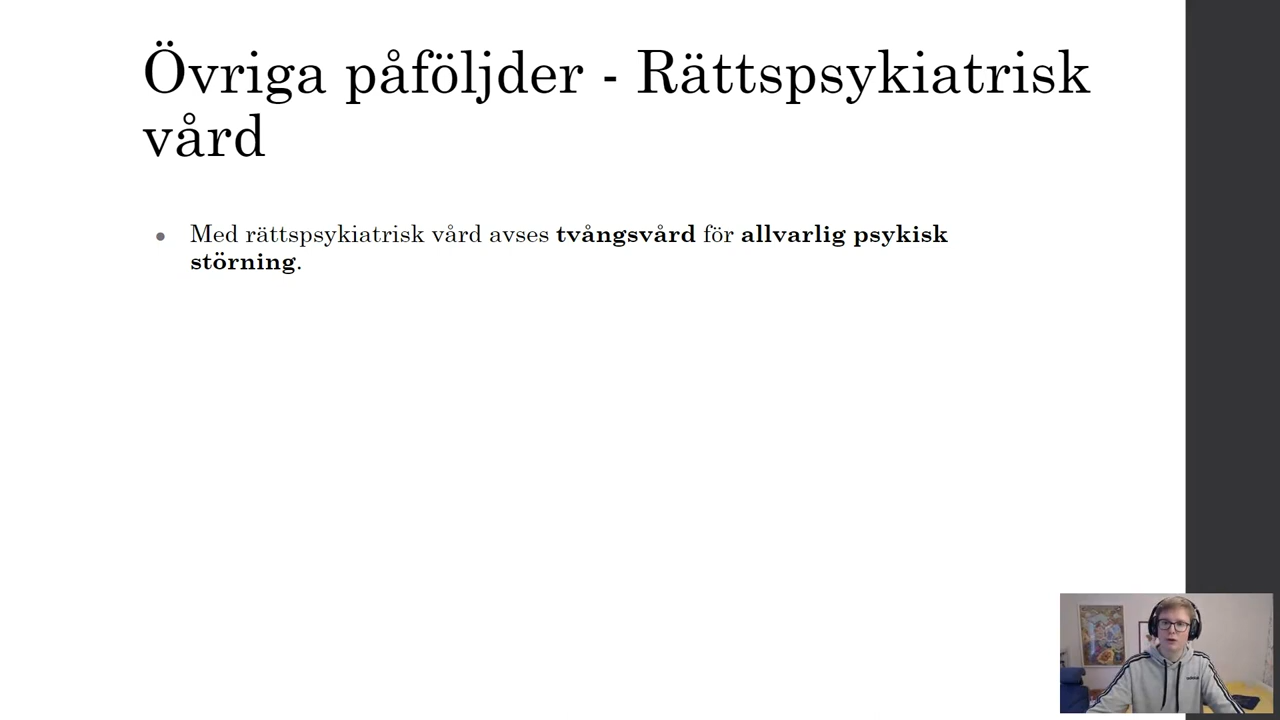 Övriga påföljder - Rättspsykiatrisk
vård
Med rättspsykiatrisk vård avses tvångsvård för allvarlig psykisk
störning.